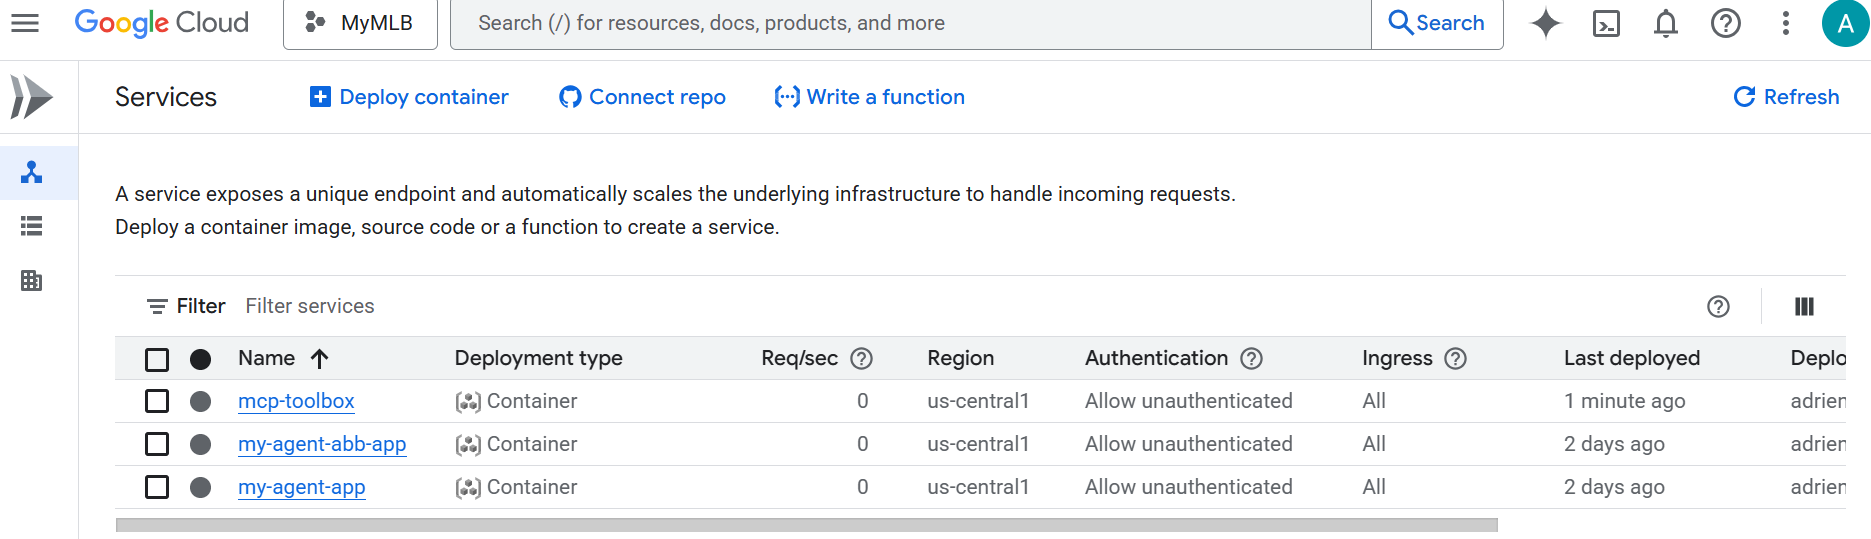 Google Cloud MyMLB Search (/) for resources, docs, products, and more Search A
Services Deploy container Connect repo Write a function Refresh
A service exposes a unique endpoint and automatically scales the underlying infrastructure to handle incoming requests.
Deploy a container image, source code or a function to create a service.
Filter Filter services
Name Deployment type Req/sec Region Authentication Ingress Last deployed Deplo
mcp-toolbox Container 0 us-central1 Allow unauthenticated All 1 minute ago adrien
my-agent-abb-app Container 0 us-central1 Allow unauthenticated All 2 days ago adrien
my-agent-app Container 0 us-central1 Allow unauthenticated All 2 days ago adrien